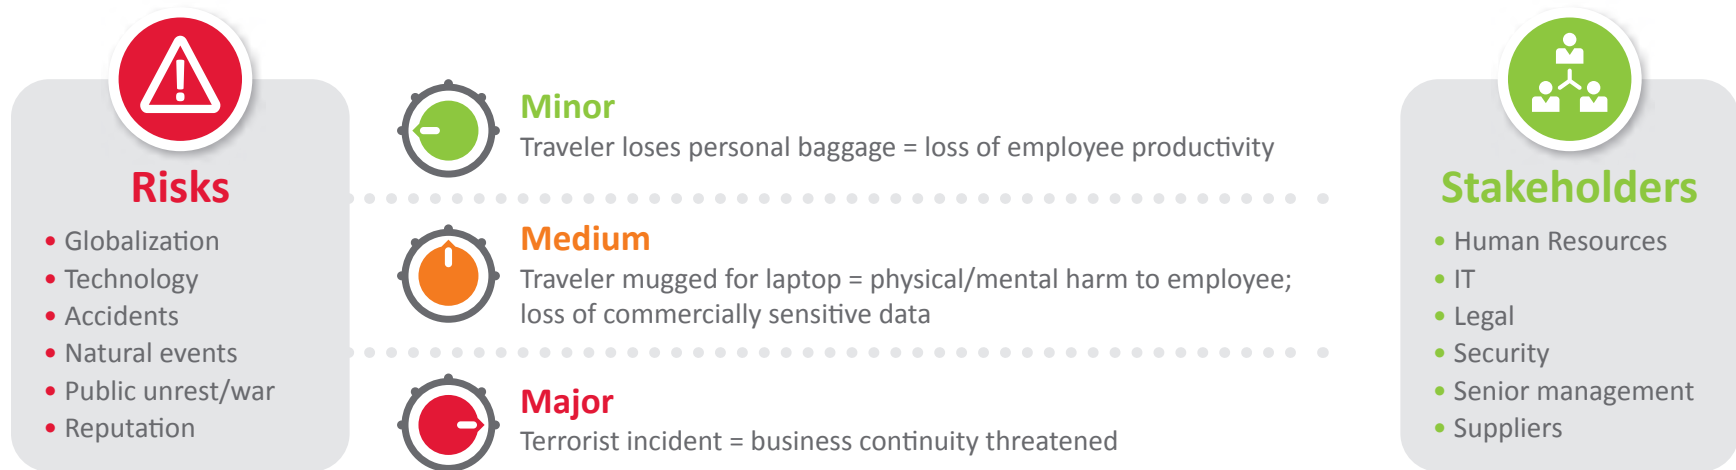 Risks
• Globalization
• Technology
• Accidents
• Natural events
• Public unrest/war
• Reputation
Minor
Traveler loses personal baggage = loss of employee productivity
Medium
Traveler mugged for laptop = physical/mental harm to employee;
loss of commercially sensitive data
Major
Terrorist incident = business continuity threatened
Stakeholders
• Human Resources
• IT
• Legal
• Security
• Senior management
• Suppliers